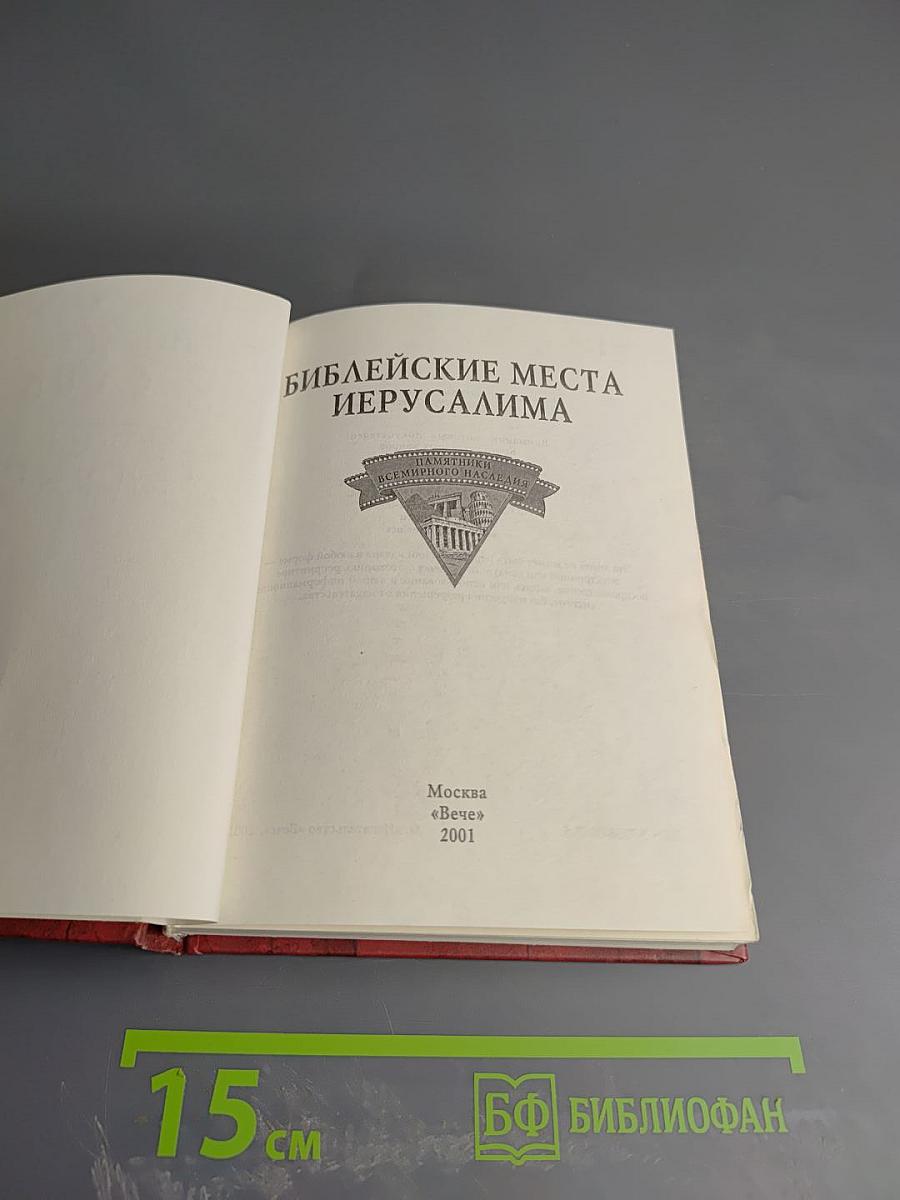 БИБЛЕЙСКИЕ МЕСТА
ИЕРУСАЛИМА
ПАМЯТНИКИ
ВСЕМИРНОГО НАСЛЕДИЯ
Москва
«Вече»
2001
15 см
БФ БИБЛИОФАН